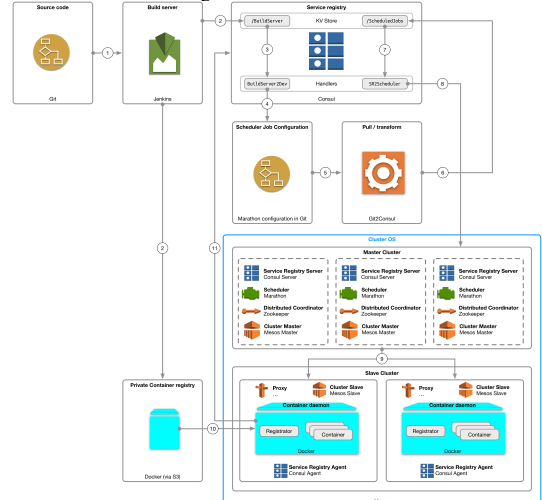 Source code
Git
1
Build server
Jenkins
2
Service registry
/BuildServer
KV Store
/ScheduledJobs
3
7
BuildServer2Dev
Handlers
SR2Scheduler
Consul
8
4
Scheduler Job Configuration
Marathon configuration in Git
5
Pull / transform
Git2Consul
6
2
11
Cluster OS
Master Cluster
Service Registry Server
Consul Server
Scheduler
Marathon
Distributed Coordinator
Zookeeper
Cluster Master
Mesos Master
Service Registry Server
Consul Server
Scheduler
Marathon
Distributed Coordinator
Zookeeper
Cluster Master
Mesos Master
Service Registry Server
Consul Server
Scheduler
Marathon
Distributed Coordinator
Zookeeper
Cluster Master
Mesos Master
9
Private Container registry
Docker (via S3)
10
Slave Cluster
Proxy
...
Cluster Slave
Mesos Slave
Container daemon
Registrator
Container
Docker
Service Registry Agent
Consul Agent
Proxy
...
Cluster Slave
Mesos Slave
Container daemon
Registrator
Container
Docker
Service Registry Agent
Consul Agent